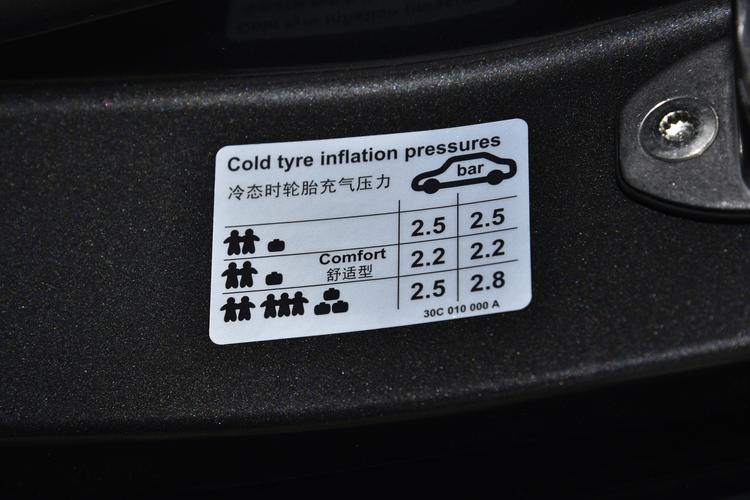 Cold tyre inflation pressures
冷态时轮胎充气压力
bar
2.5 2.5
Comfort 2.2 2.2
舒适型
2.5 2.8
30C 010 000 A